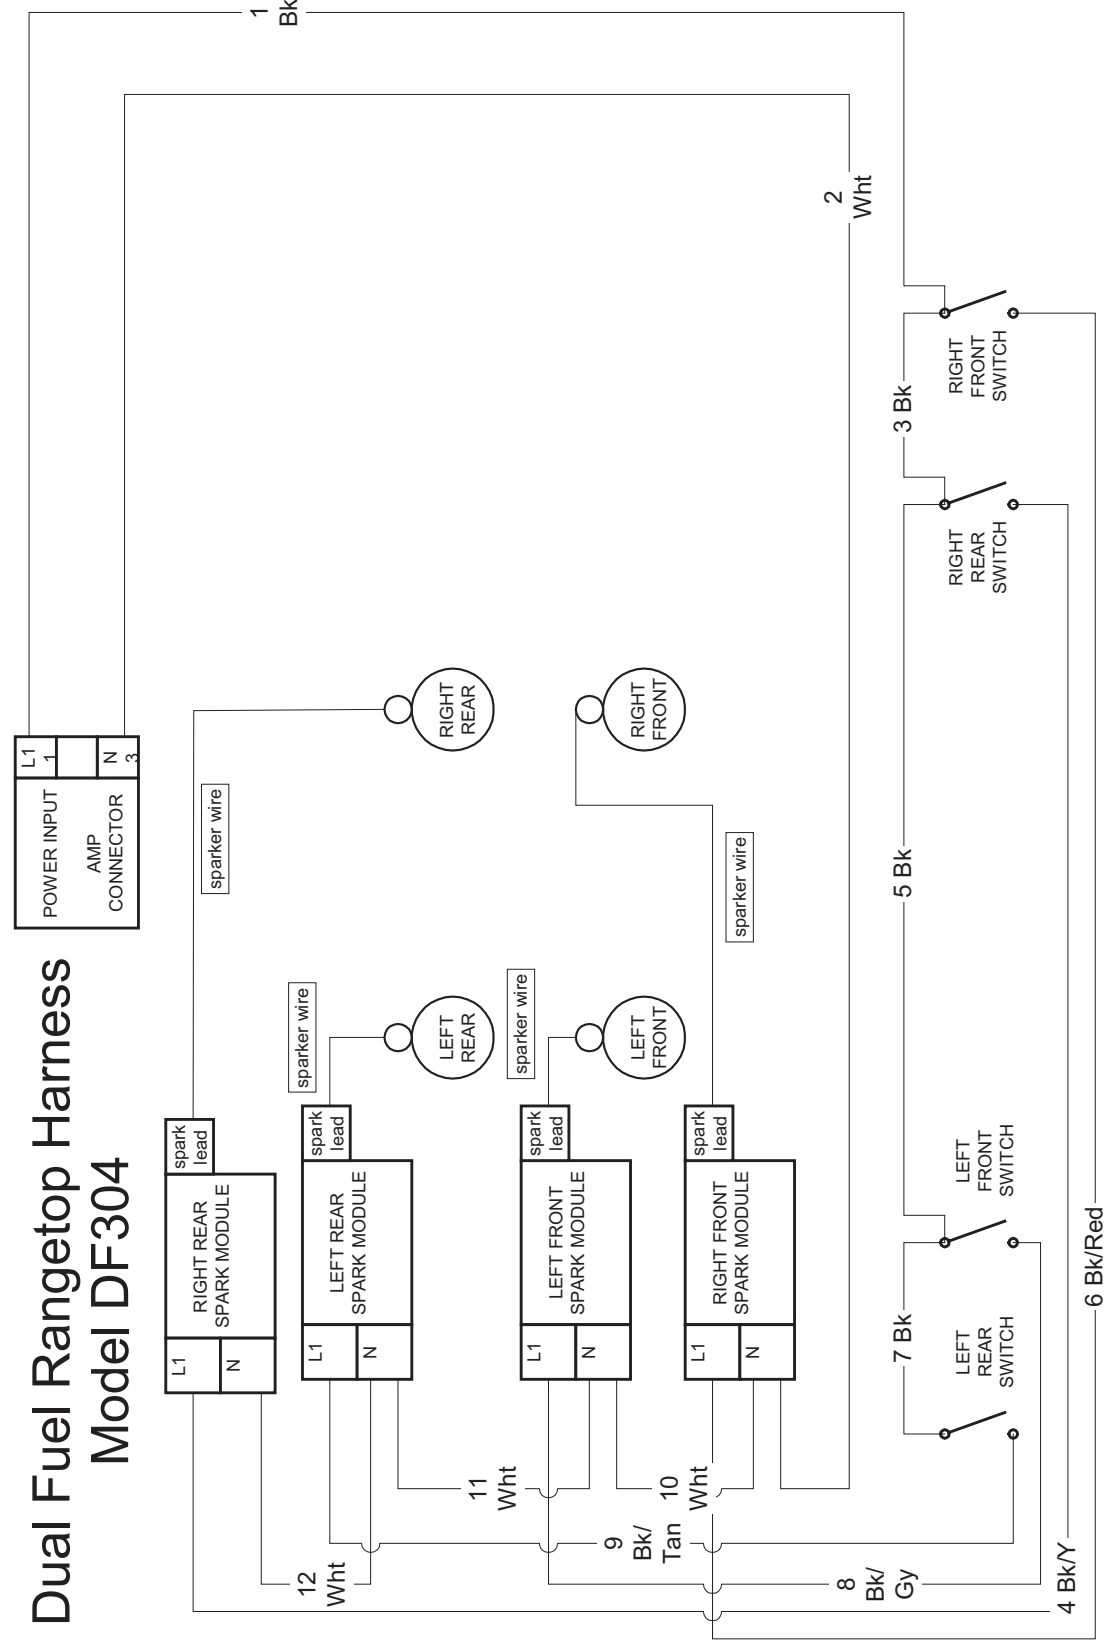 Dual Fuel Rangetop Harness
Model DF304
POWER INPUT
AMP
CONNECTOR
L1
1
N
3
1
Bk
2
Wht
RIGHT REAR
SPARK MODULE
L1
N
spark
lead
sparker wire
RIGHT
REAR
LEFT REAR
SPARK MODULE
L1
N
spark
lead
sparker wire
LEFT
REAR
LEFT FRONT
SPARK MODULE
L1
N
spark
lead
sparker wire
LEFT
FRONT
RIGHT FRONT
SPARK MODULE
L1
N
spark
lead
sparker wire
RIGHT
FRONT
12
Wht
11
Wht
10
Wht
9
Bk/
Tan
8
Bk/
Gy
7 Bk
5 Bk
3 Bk
LEFT
REAR
SWITCH
LEFT
FRONT
SWITCH
RIGHT
REAR
SWITCH
RIGHT
FRONT
SWITCH
4 Bk/Y
6 Bk/Red